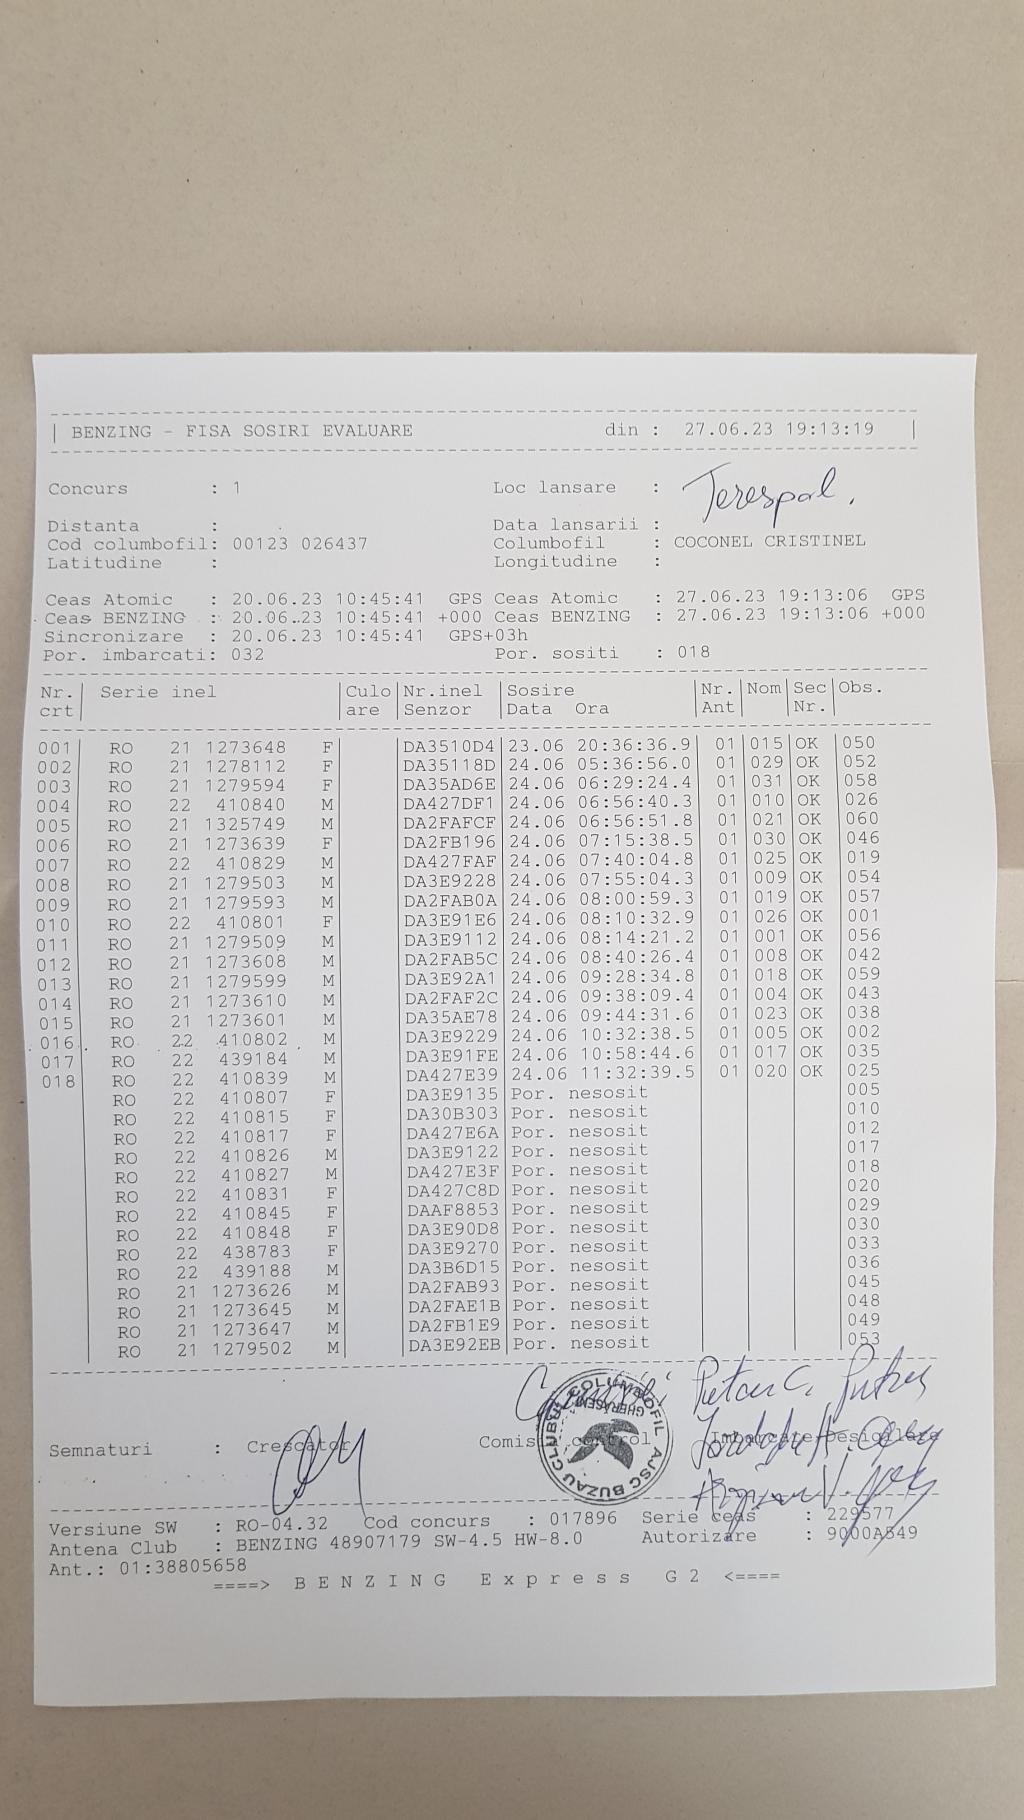 BENZING - FISA SOSIRI EVALUARE din : 27.06.23 19:13:19
Concurs : 1 Loc lansare : Terespol.
Distanta : Data lansarii :
Cod columbofil: 00123 026437 Columbofil : COCONEL CRISTINEL
Latitudine : Longitudine :
Ceas Atomic : 20.06.23 10:45:41 GPS Ceas Atomic : 27.06.23 19:13:06 GPS
Ceas BENZING : 20.06.23 10:45:41 +000 Ceas BENZING : 27.06.23 19:13:06 +000
Sincronizare : 20.06.23 10:45:41 GPS+03h
Por. imbarcati: 032 Por. sositi : 018
Nr. | Serie inel | Culo | Nr.inel | Sosire | Nr. | Nom | Sec | Obs.
crt | | are | Senzor | Data Ora | Ant | | Nr. |
001 | RO 21 1273648 F | | DA3510D4 | 23.06 20:36:36.9 | 01 | 015 | OK | 050
002 | RO 21 1278112 F | | DA35118D | 24.06 05:36:56.0 | 01 | 029 | OK | 052
003 | RO 21 1279594 F | | DA35AD6E | 24.06 06:29:24.4 | 01 | 031 | OK | 058
004 | RO 22 410840 M | | DA427DF1 | 24.06 06:56:40.3 | 01 | 010 | OK | 026
005 | RO 21 1325749 M | | DA2FAFCF | 24.06 06:56:51.8 | 01 | 021 | OK | 060
006 | RO 21 1273639 F | | DA2FB196 | 24.06 07:15:38.5 | 01 | 030 | OK | 046
007 | RO 22 410829 M | | DA427FAF | 24.06 07:40:04.8 | 01 | 025 | OK | 019
008 | RO 21 1279503 M | | DA3E9228 | 24.06 07:55:04.3 | 01 | 009 | OK | 054
009 | RO 21 1279593 M | | DA2FAB0A | 24.06 08:00:59.3 | 01 | 019 | OK | 057
010 | RO 22 410801 F | | DA3E91E6 | 24.06 08:10:32.9 | 01 | 026 | OK | 001
011 | RO 21 1279509 M | | DA3E9112 | 24.06 08:14:21.2 | 01 | 001 | OK | 056
012 | RO 21 1273608 M | | DA2FAB5C | 24.06 08:40:26.4 | 01 | 008 | OK | 042
013 | RO 21 1279599 M | | DA3E92A1 | 24.06 09:28:34.8 | 01 | 018 | OK | 059
014 | RO 21 1273610 M | | DA2FAF2C | 24.06 09:38:09.4 | 01 | 004 | OK | 043
015 | RO 21 1273601 M | | DA35AE78 | 24.06 09:44:31.6 | 01 | 023 | OK | 038
016 | RO 22 410802 M | | DA3E9229 | 24.06 10:32:38.5 | 01 | 005 | OK | 002
017 | RO 22 439184 M | | DA3E91FE | 24.06 10:58:44.6 | 01 | 017 | OK | 035
018 | RO 22 410839 M | | DA427E39 | 24.06 11:32:39.5 | 01 | 020 | OK | 025
RO 22 410807 F | | DA3E9135 | Por. nesosit | | | | 005
RO 22 410815 F | | DA30B303 | Por. nesosit | | | | 010
RO 22 410817 F | | DA427E6A | Por. nesosit | | | | 012
RO 22 410826 M | | DA3E9122 | Por. nesosit | | | | 017
RO 22 410827 M | | DA427E3F | Por. nesosit | | | | 018
RO 22 410831 F | | DA427C8D | Por. nesosit | | | | 020
RO 22 410845 F | | DAAF8853 | Por. nesosit | | | | 029
RO 22 410848 F | | DA3E90D8 | Por. nesosit | | | | 030
RO 22 438783 F | | DA3E9270 | Por. nesosit | | | | 033
RO 22 439188 M | | DA3B6D15 | Por. nesosit | | | | 036
RO 21 1273626 M | | DA2FAB93 | Por. nesosit | | | | 045
RO 21 1273645 M | | DA2FAE1B | Por. nesosit | | | | 048
RO 21 1273647 M | | DA2FB1E9 | Por. nesosit | | | | 049
RO 21 1279502 M | | DA3E92EB | Por. nesosit | | | | 053
CLUBUL COLUMBOFIL AJSC BUZAU
Semnaturi : Crescator Comis control
Versiune SW : RO-04.32 Cod concurs : 017896 Serie ceas : 229577
Antena Club : BENZING 48907179 SW-4.5 HW-8.0 Autorizare : 9000A549
Ant.: 01:38805658
====> B E N Z I N G E x p r e s s G 2 <====